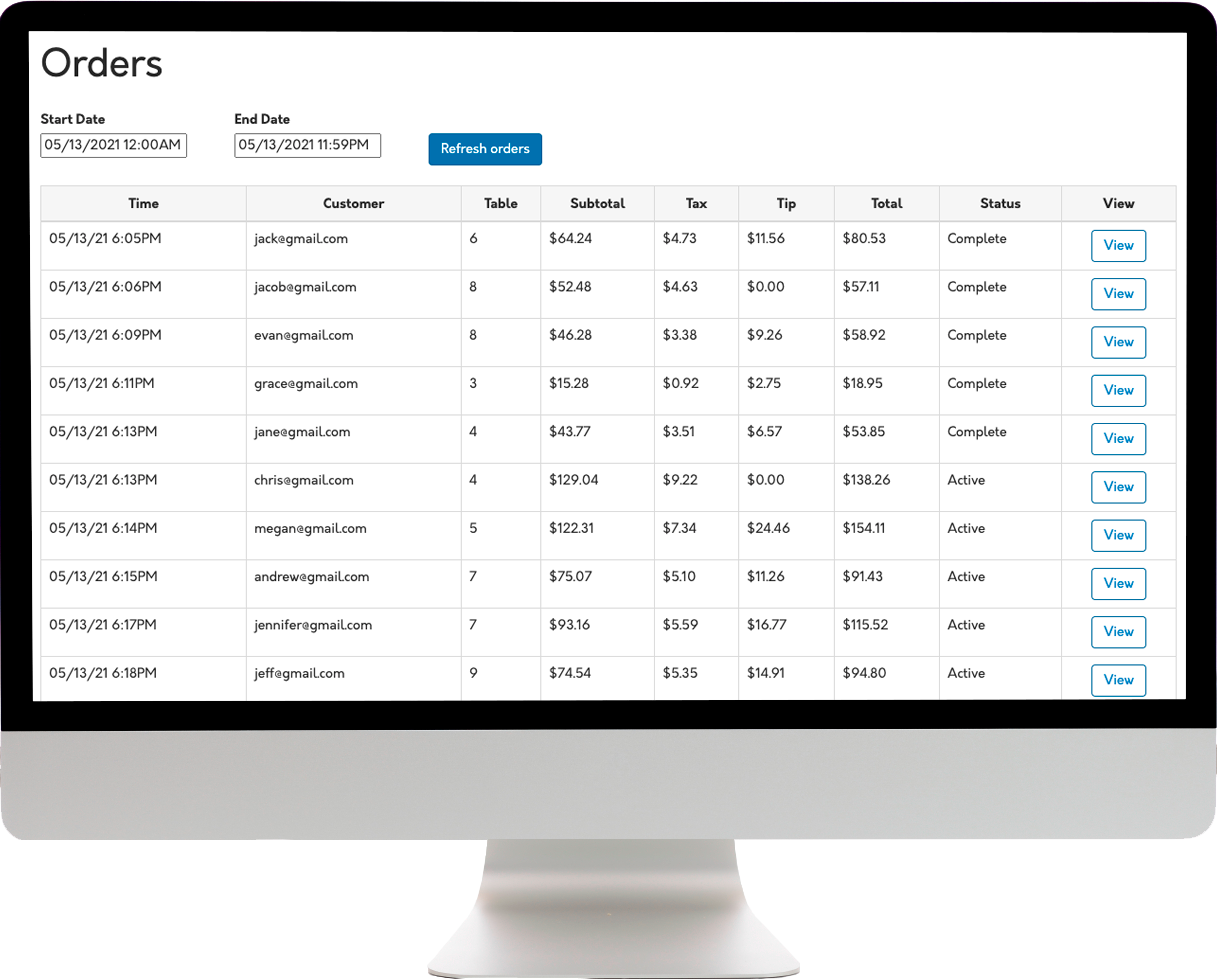 Orders
Start Date End Date
05/13/2021 12:00AM 05/13/2021 11:59PM Refresh orders
Time Customer Table Subtotal Tax Tip Total Status View
05/13/21 6:05PM jack@gmail.com 6 $64.24 $4.73 $11.56 $80.53 Complete View
05/13/21 6:06PM jacob@gmail.com 8 $52.48 $4.63 $0.00 $57.11 Complete View
05/13/21 6:09PM evan@gmail.com 8 $46.28 $3.38 $9.26 $58.92 Complete View
05/13/21 6:11PM grace@gmail.com 3 $15.28 $0.92 $2.75 $18.95 Complete View
05/13/21 6:13PM jane@gmail.com 4 $43.77 $3.51 $6.57 $53.85 Complete View
05/13/21 6:13PM chris@gmail.com 4 $129.04 $9.22 $0.00 $138.26 Active View
05/13/21 6:14PM megan@gmail.com 5 $122.31 $7.34 $24.46 $154.11 Active View
05/13/21 6:15PM andrew@gmail.com 7 $75.07 $5.10 $11.26 $91.43 Active View
05/13/21 6:17PM jennifer@gmail.com 7 $93.16 $5.59 $16.77 $115.52 Active View
05/13/21 6:18PM jeff@gmail.com 9 $74.54 $5.35 $14.91 $94.80 Active View